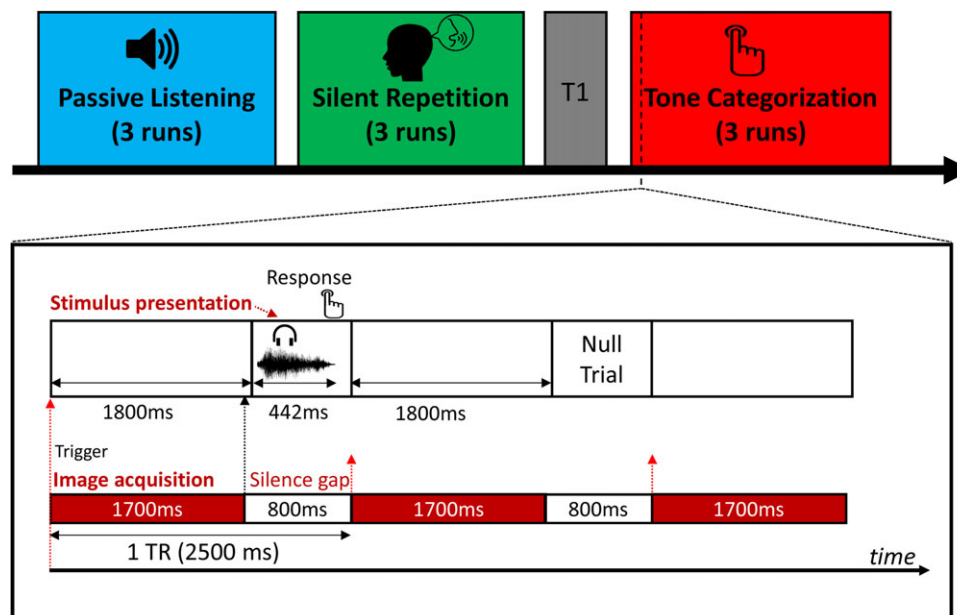 Passive Listening
(3 runs)
Silent Repetition
(3 runs)
T1
Tone Categorization
(3 runs)
Response
Stimulus presentation
Null
Trial
1800ms
442ms
1800ms
Trigger
Image acquisition
Silence gap
1700ms
800ms
1700ms
800ms
1700ms
1 TR (2500 ms)
time